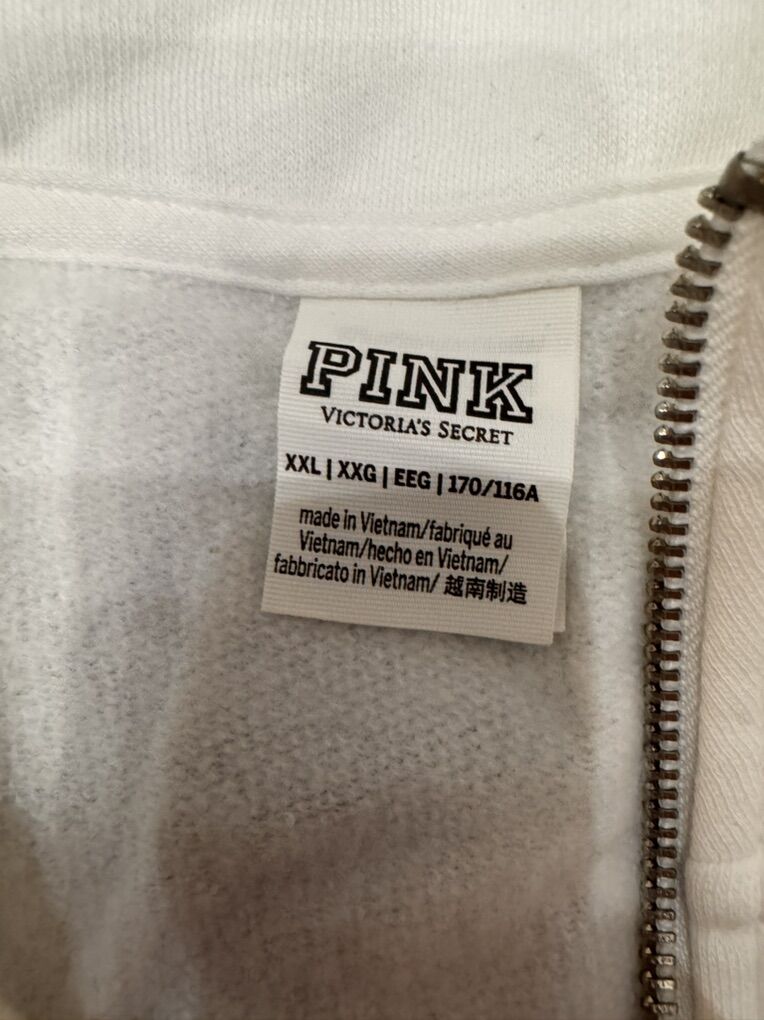 PINK
VICTORIA'S SECRET
XXL | XXG | EEG | 170/116A
made in Vietnam/fabriqué au
Vietnam/hecho en Vietnam/
fabbricato in Vietnam/ 越南制造